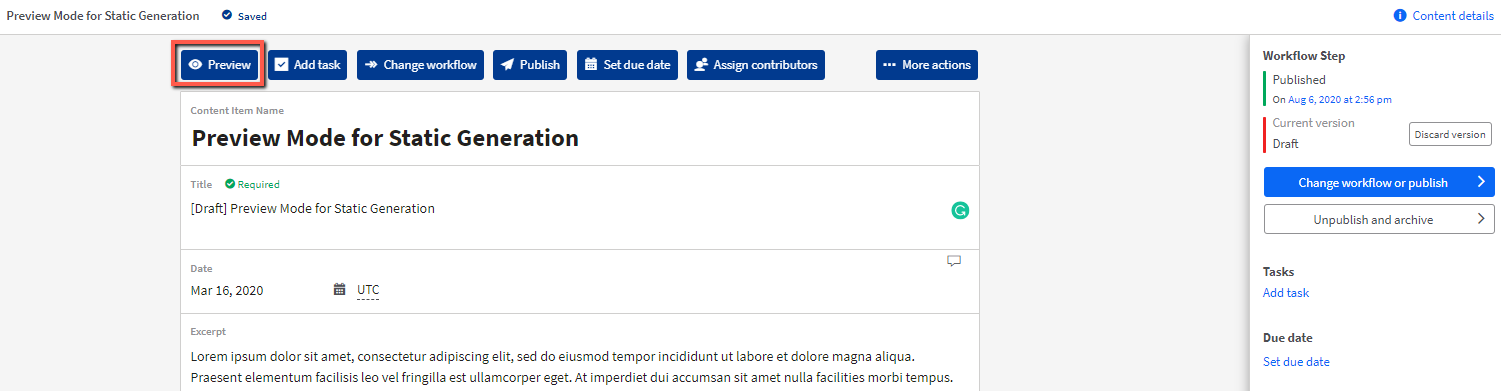 Preview Mode for Static Generation Saved Content details
Preview Add task Change workflow Publish Set due date Assign contributors More actions
Content Item Name
Preview Mode for Static Generation
Title Required
[Draft] Preview Mode for Static Generation
Date
Mar 16, 2020 UTC
Excerpt
Lorem ipsum dolor sit amet, consectetur adipiscing elit, sed do eiusmod tempor incididunt ut labore et dolore magna aliqua.
Praesent elementum facilisis leo vel fringilla est ullamcorper eget. At imperdiet dui accumsan sit amet nulla facilities morbi tempus.
Workflow Step
Published
On Aug 6, 2020 at 2:56 pm
Current version
Draft
Discard version
Change workflow or publish
Unpublish and archive
Tasks
Add task
Due date
Set due date